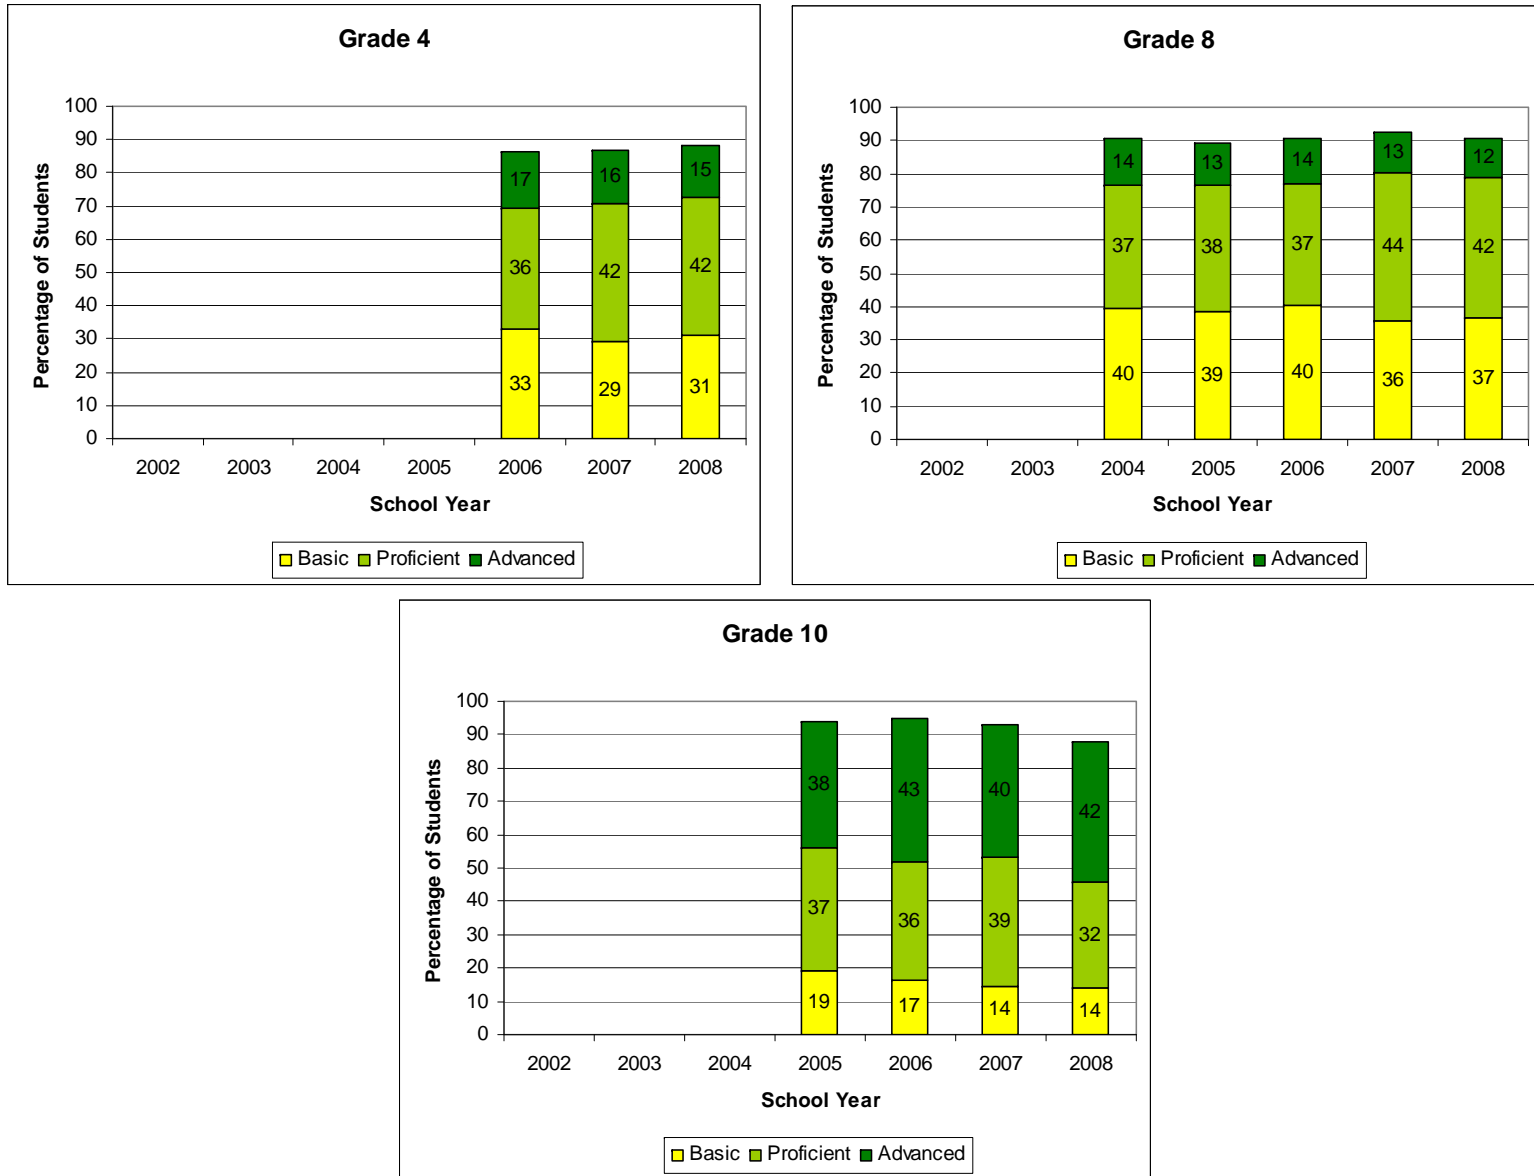 Grade 4
100
90
80
70
60
50
40
30
20
10
0
Percentage of Students
17 16 15
36 42 42
33 29 31
2002 2003 2004 2005 2006 2007 2008
School Year
Basic Proficient Advanced
Grade 8
100
90
80
70
60
50
40
30
20
10
0
Percentage of Students
14 13 14 13 12
37 38 37 44 42
40 39 40 36 37
2002 2003 2004 2005 2006 2007 2008
School Year
Basic Proficient Advanced
Grade 10
100
90
80
70
60
50
40
30
20
10
0
Percentage of Students
38 43 40 42
37 36 39 32
19 17 14 14
2002 2003 2004 2005 2006 2007 2008
School Year
Basic Proficient Advanced